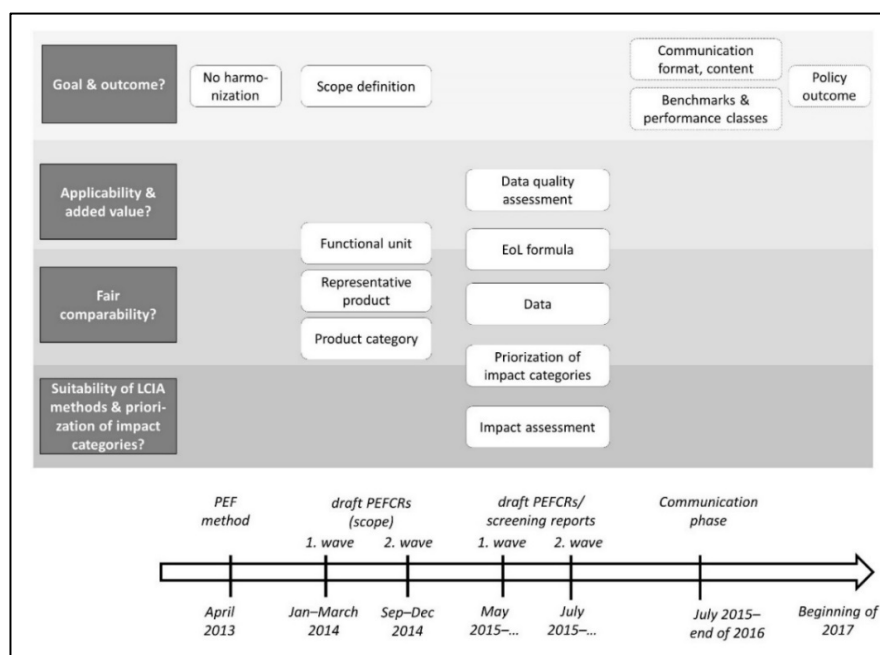 Goal & outcome?
No harmo-
nization
Scope definition
Communication
format, content
Benchmarks &
performance classes
Policy
outcome
Applicability &
added value?
Data quality
assessment
Functional unit
EoL formula
Fair
comparability?
Representative
product
Data
Product category
Priorization of
impact categories
Suitability of LCIA
methods & priori-
zation of impact
categories?
Impact assessment
PEF
method
draft PEFCRs
(scope)
1. wave 2. wave
draft PEFCRs/
screening reports
1. wave 2. wave
Communication
phase
April
2013
Jan–March
2014
Sep–Dec
2014
May
2015–...
July
2015–...
July 2015–
end of 2016
Beginning of
2017